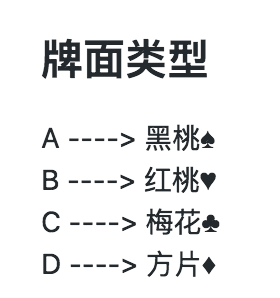 牌面类型
A ----> 黑桃♠
B ----> 红桃♥
C ----> 梅花♣
D ----> 方片♦